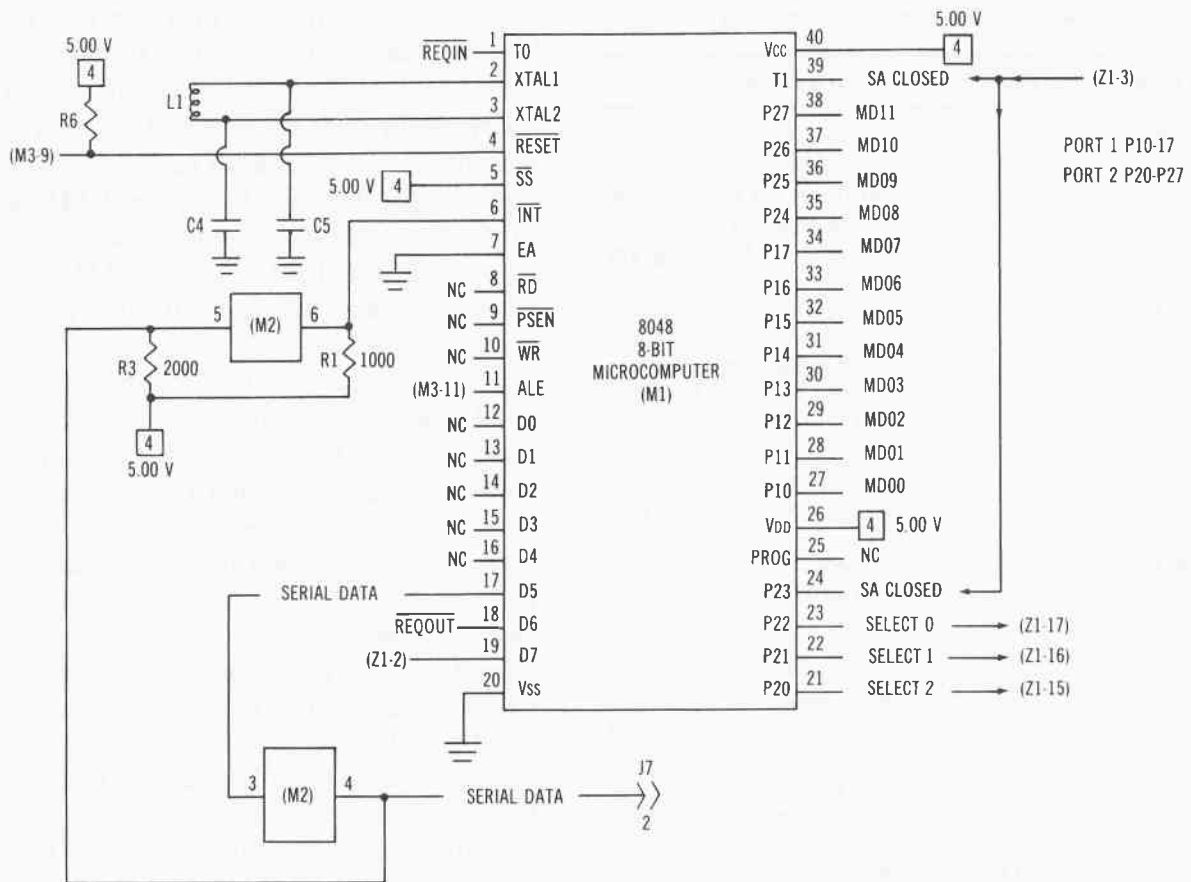 5.00 V
4
R6
(M3-9)
L1
C4
C5
REQIN
1 T0
2 XTAL1
3 XTAL2
4 RESET
5.00 V 4 5 SS
6 INT
7 EA
NC 8 RD
NC 9 PSEN
NC 10 WR
(M3-11) 11 ALE
NC 12 D0
NC 13 D1
NC 14 D2
NC 15 D3
NC 16 D4
SERIAL DATA 17 D5
REQOUT 18 D6
(Z1-2) 19 D7
20 VSS
5 (M2) 6
R3 2000
R1 1000
4
5.00 V
8048
8-BIT
MICROCOMPUTER
(M1)
5.00 V
VCC 40 4
T1 39 SA CLOSED (Z1-3)
P27 38 MD11
P26 37 MD10
P25 36 MD09
P24 35 MD08
P17 34 MD07
P16 33 MD06
P15 32 MD05
P14 31 MD04
P13 30 MD03
P12 29 MD02
P11 28 MD01
P10 27 MD00
VDD 26 4 5.00 V
PROG 25 NC
P23 24 SA CLOSED
P22 23 SELECT 0 (Z1-17)
P21 22 SELECT 1 (Z1-16)
P20 21 SELECT 2 (Z1-15)
PORT 1 P10-17
PORT 2 P20-P27
3 (M2) 4
SERIAL DATA
J7
2